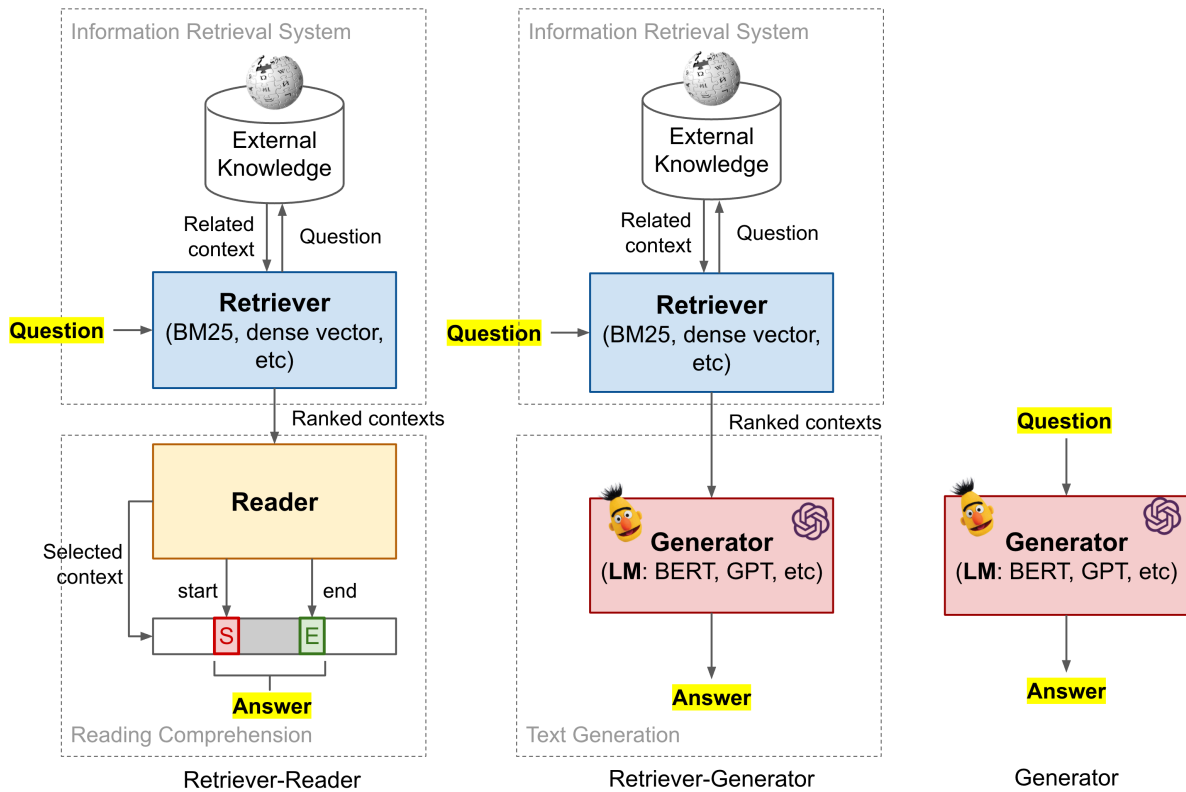 Information Retrieval System
External
Knowledge
Related
context
Question
Question
Retriever
(BM25, dense vector,
etc)
Ranked contexts
Reader
Selected
context
start
end
S
E
Answer
Reading Comprehension
Retriever-Reader
Information Retrieval System
External
Knowledge
Related
context
Question
Question
Retriever
(BM25, dense vector,
etc)
Ranked contexts
Generator
(LM: BERT, GPT, etc)
Answer
Text Generation
Retriever-Generator
Question
Generator
(LM: BERT, GPT, etc)
Answer
Generator